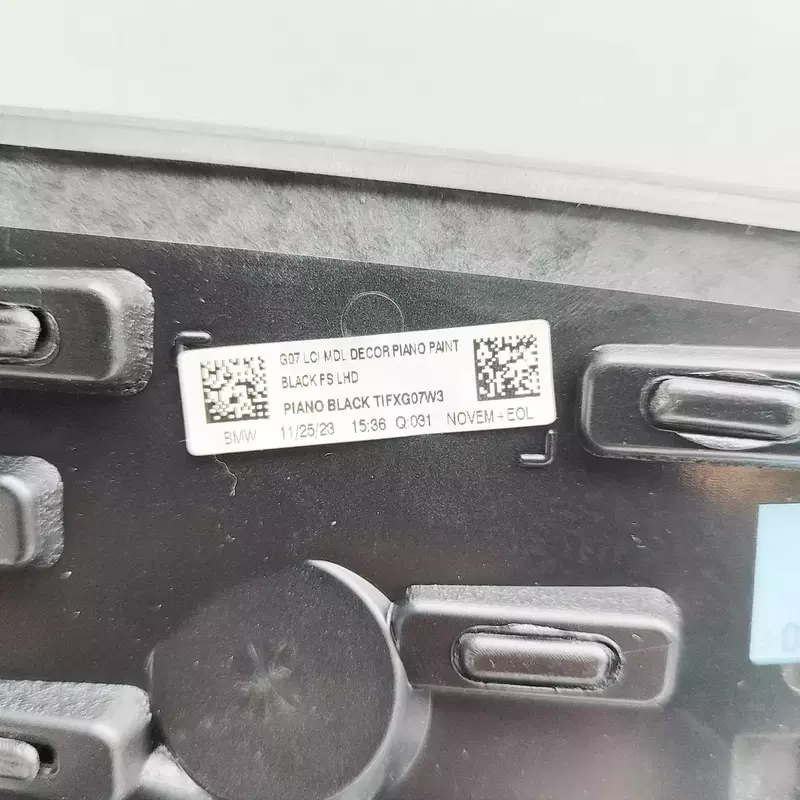 G07 LCI MDL DECOR PIANO PAINT
BLACK FS LHD
PIANO BLACK TIFXG07W3
BMW 11/25/23 15:36 Q:031 NOVEM+EOL